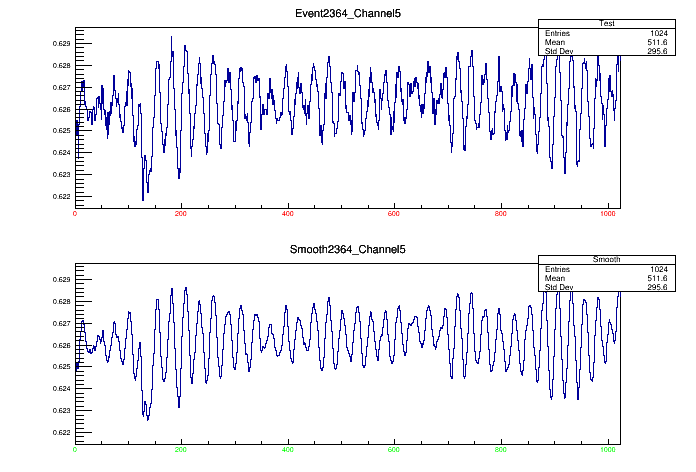 Event2364_Channel5
Test
Entries 1024
Mean 511.6
Std Dev 295.6
0.629
0.628
0.627
0.626
0.625
0.624
0.623
0.622
0 200 400 600 800 1000
Smooth2364_Channel5
Smooth
Entries 1024
Mean 511.6
Std Dev 295.6
0.629
0.628
0.627
0.626
0.625
0.624
0.623
0.622
0 200 400 600 800 1000